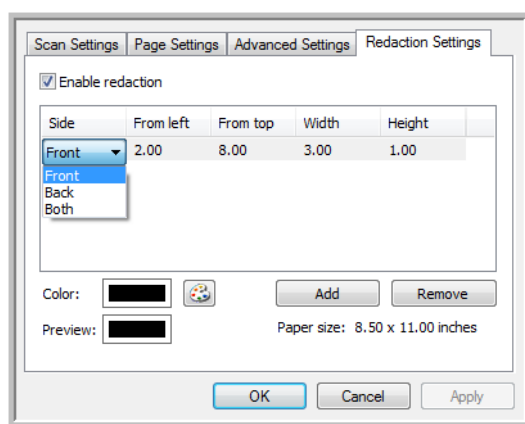 Scan Settings Page Settings Advanced Settings Redaction Settings
Enable redaction
Side From left From top Width Height
Front 2.00 8.00 3.00 1.00
Front
Back
Both
Color: Add Remove
Preview: Paper size: 8.50 x 11.00 inches
OK Cancel Apply